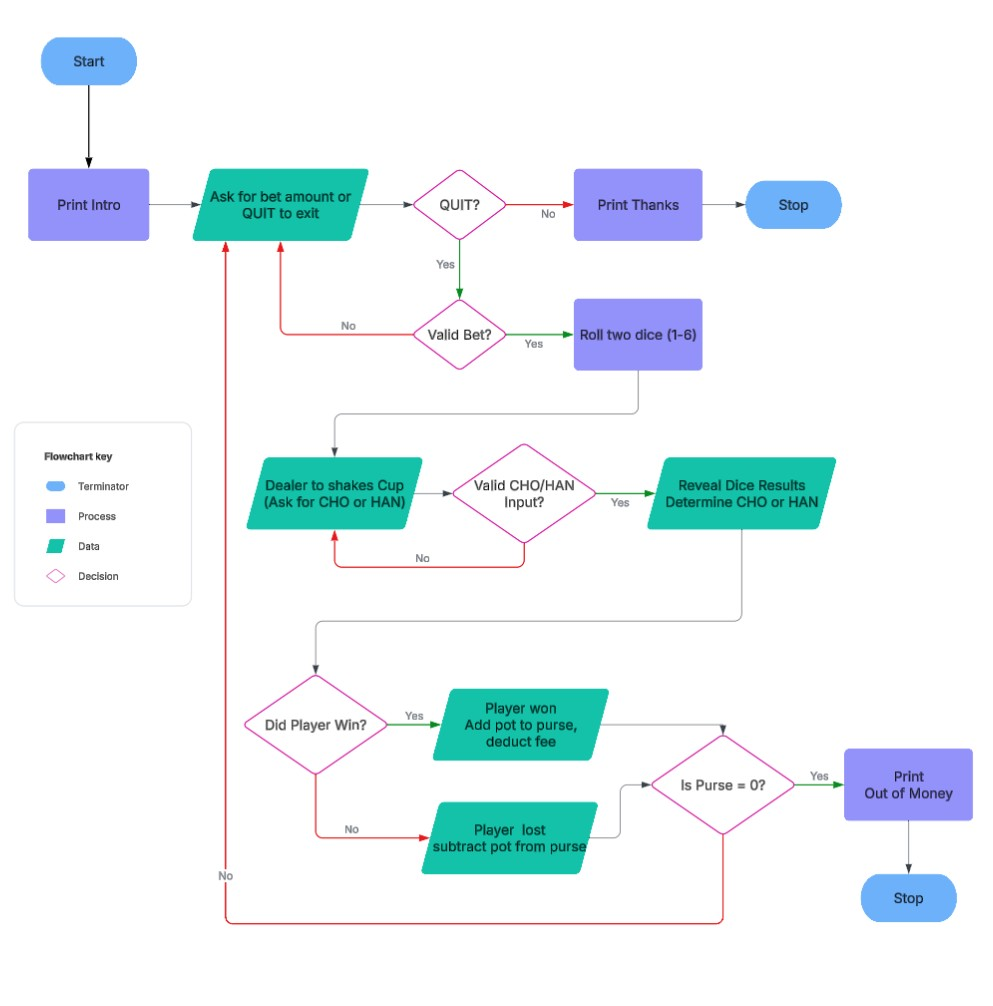 Start
Print Intro
Ask for bet amount or
QUIT to exit
QUIT?
No
Print Thanks
Stop
Yes
Valid Bet?
No
Yes
Roll two dice (1-6)
Flowchart key
Terminator
Process
Data
Decision
Dealer to shakes Cup
(Ask for CHO or HAN)
Valid CHO/HAN
Input?
Yes
No
Reveal Dice Results
Determine CHO or HAN
Did Player Win?
Yes
Player won
Add pot to purse,
deduct fee
No
Player lost
subtract pot from purse
Is Purse = 0?
Yes
Print
Out of Money
No
Stop